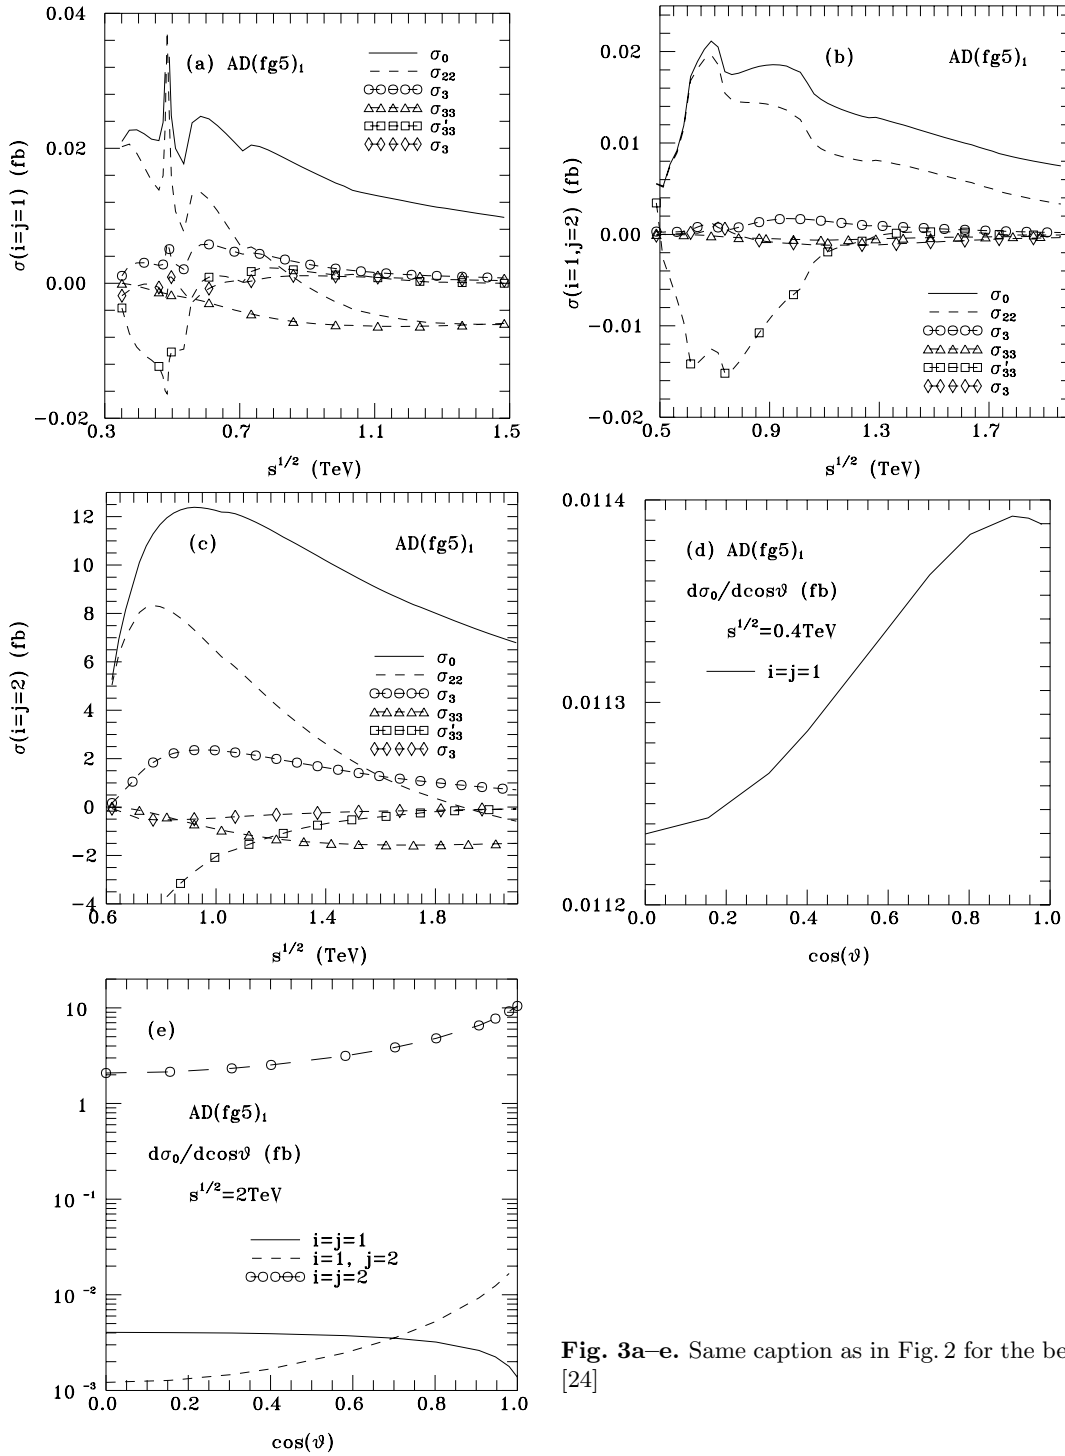 0.04
0.02
0.00
−0.02
0.3 0.7 1.1 1.5
(a) AD(fg5)₁
σ₀
σ₂₂
σ₃
σ₃₃
σ'₃₃
σ₃
σ(i=j=1) (fb)
s^{1/2} (TeV)
0.02
0.01
0.00
−0.01
−0.02
0.5 0.9 1.3 1.7
(b) AD(fg5)₁
σ₀
σ₂₂
σ₃
σ₃₃
σ'₃₃
σ₃
σ(i=1,j=2) (fb)
s^{1/2} (TeV)
12
10
8
6
4
2
0
−2
−4
0.6 1.0 1.4 1.8
(c) AD(fg5)₁
σ₀
σ₂₂
σ₃
σ₃₃
σ'₃₃
σ₃
σ(i=j=2) (fb)
s^{1/2} (TeV)
0.0114
0.0113
0.0112
0.0 0.2 0.4 0.6 0.8 1.0
(d) AD(fg5)₁
dσ₀/dcosϑ (fb)
s^{1/2}=0.4TeV
i=j=1
cos(ϑ)
10
1
10⁻¹
10⁻²
10⁻³
0.0 0.2 0.4 0.6 0.8 1.0
(e)
AD(fg5)₁
dσ₀/dcosϑ (fb)
s^{1/2}=2TeV
i=j=1
i=1, j=2
i=j=2
cos(ϑ)
Fig. 3a–e. Same caption as in Fig. 2 for the be
[24]